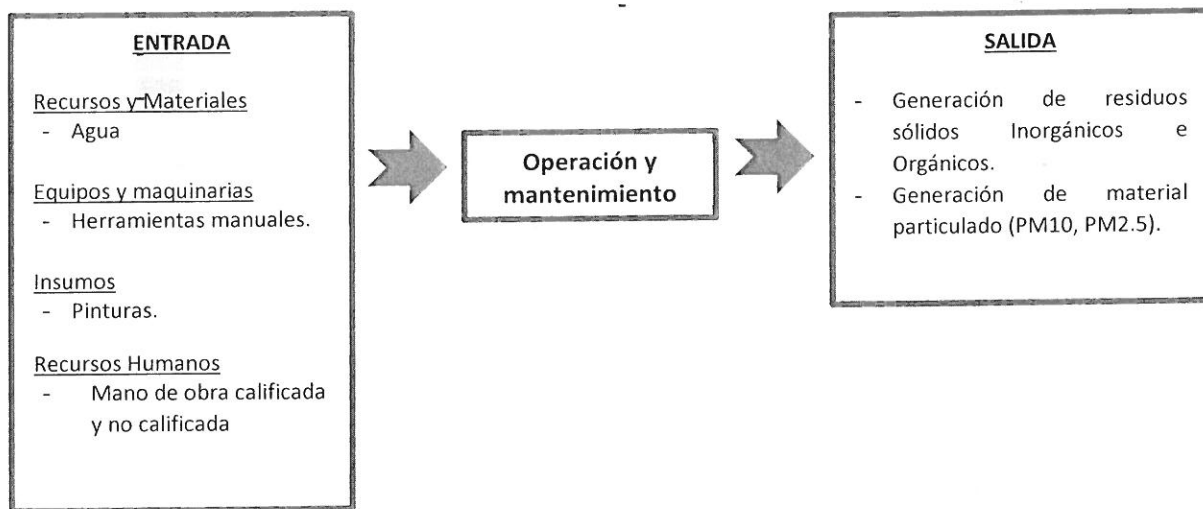 ENTRADA
Recursos y Materiales
- Agua
Equipos y maquinarias
- Herramientas manuales.
Insumos
- Pinturas.
Recursos Humanos
- Mano de obra calificada
y no calificada
Operación y
mantenimiento
SALIDA
- Generación de residuos
sólidos Inorgánicos e
Orgánicos.
- Generación de material
particulado (PM10, PM2.5).